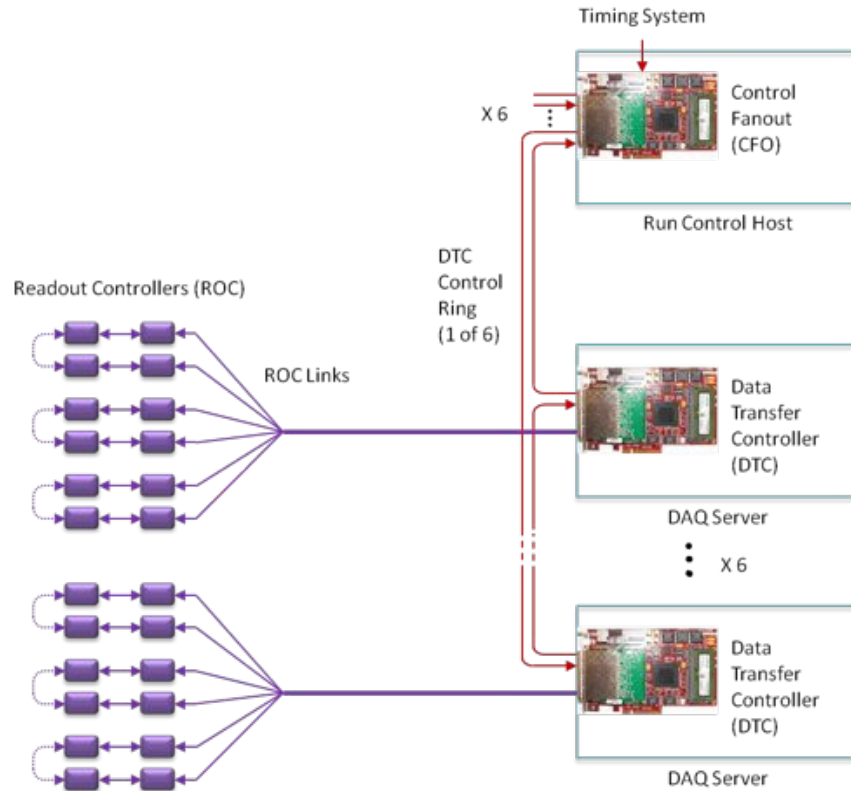 Timing System
X 6
Control
Fanout
(CFO)
Run Control Host
DTC
Control
Ring
(1 of 6)
Readout Controllers (ROC)
ROC Links
Data
Transfer
Controller
(DTC)
DAQ Server
X 6
Data
Transfer
Controller
(DTC)
DAQ Server